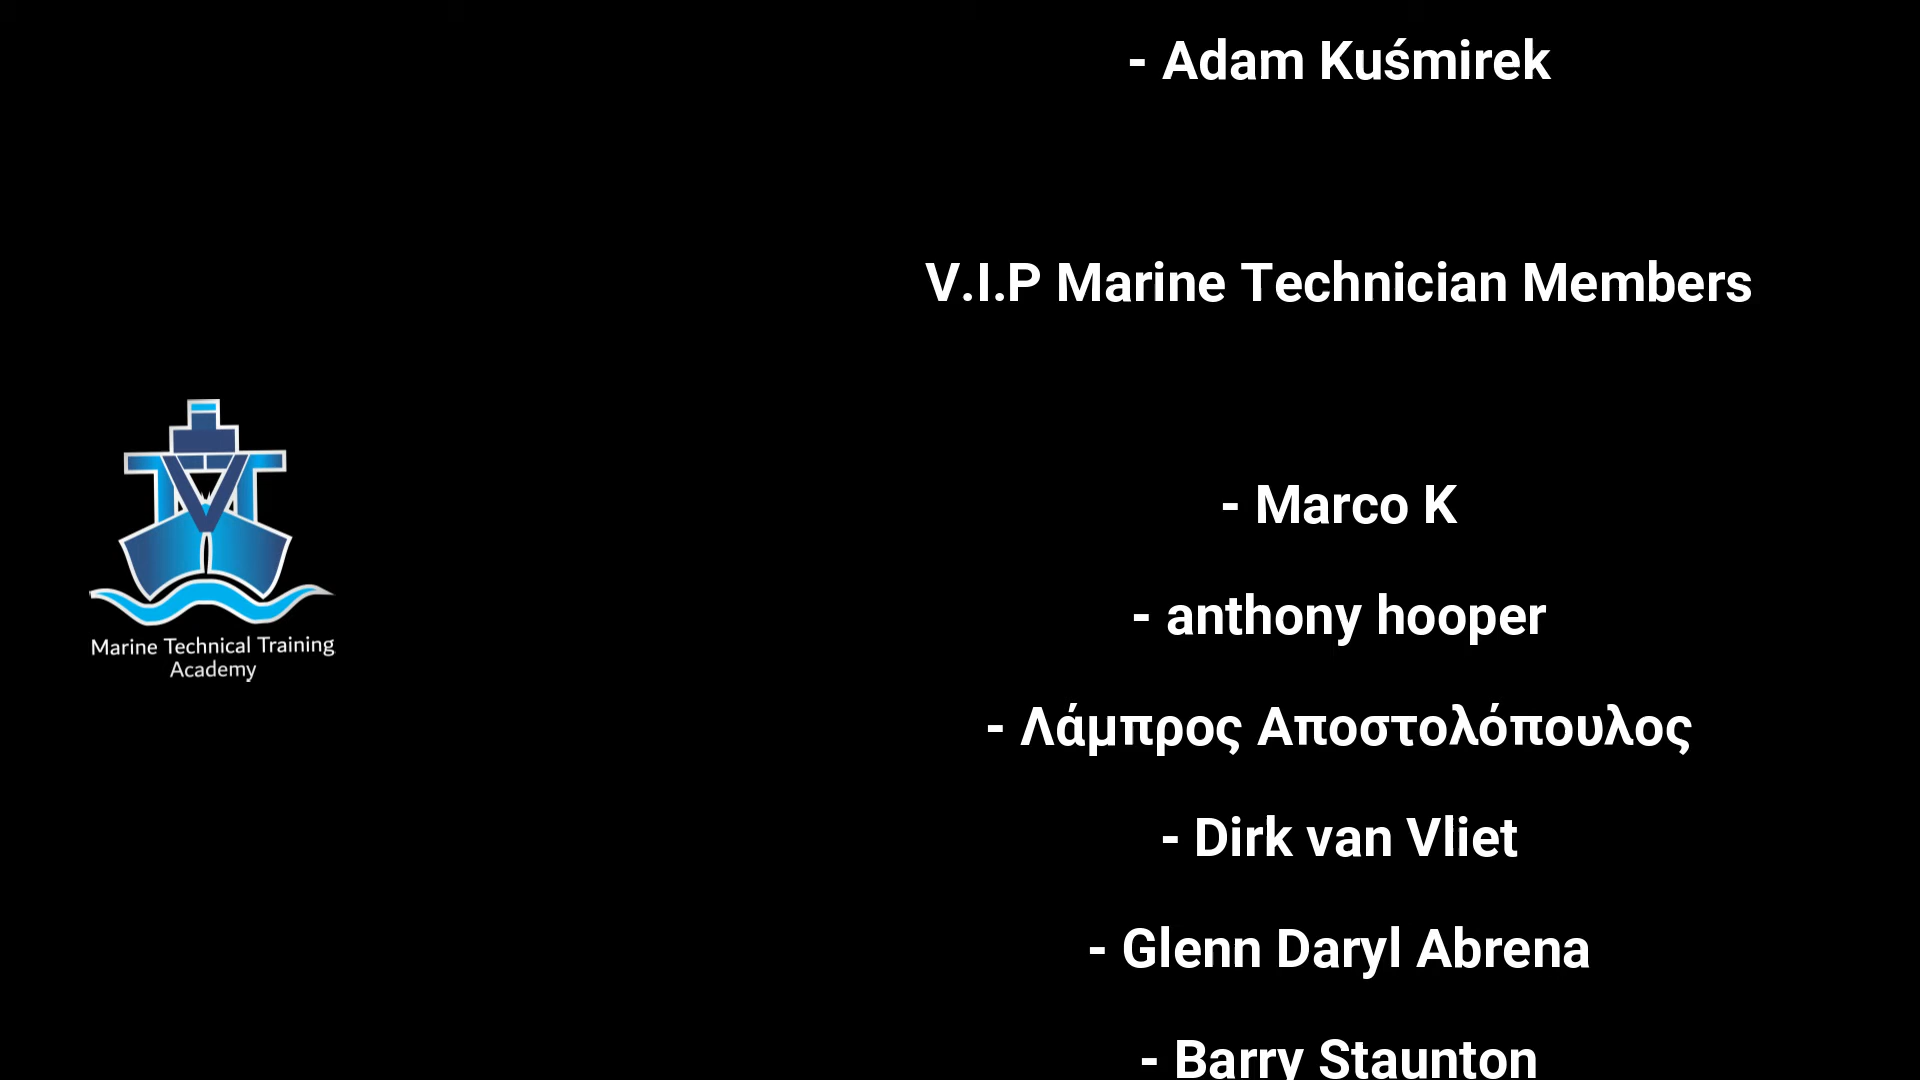 - Adam Kuśmirek
V.I.P Marine Technician Members
- Marco K
- anthony hooper
- Λάμπρος Αποστολόπουλος
- Dirk van Vliet
- Glenn Daryl Abrena
- Barry Staunton
Marine Technical Training
Academy